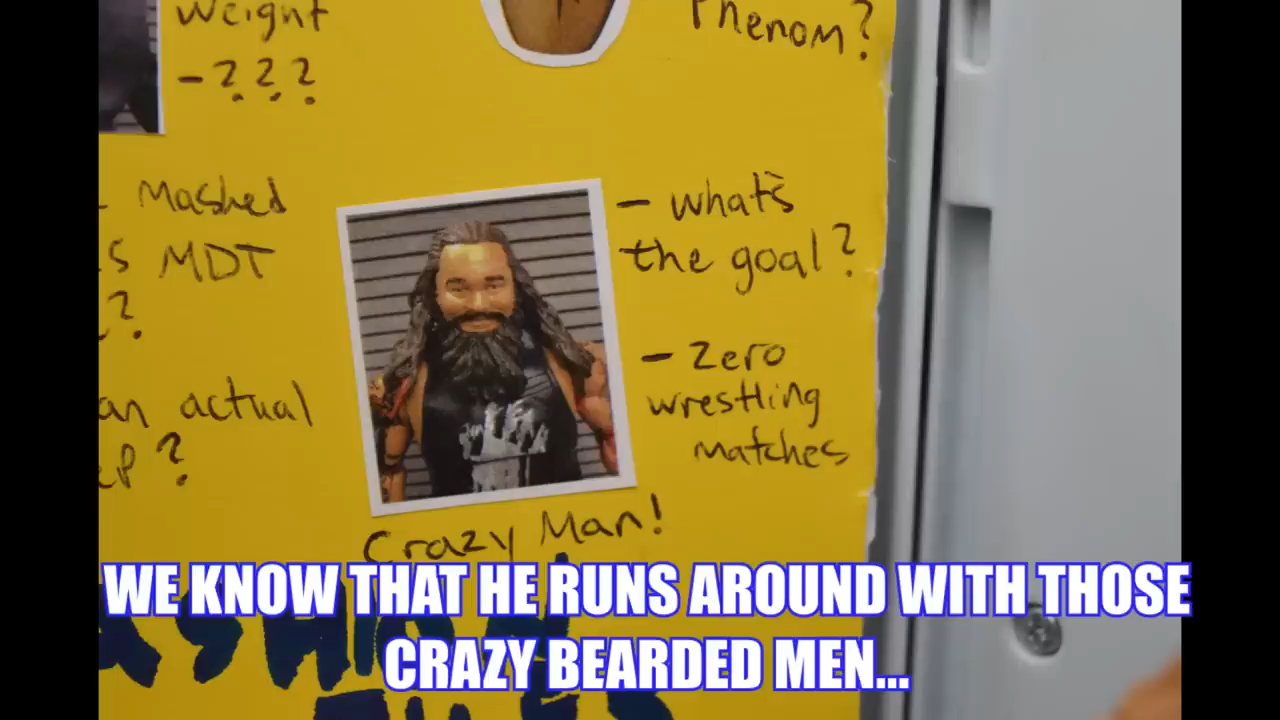 Weight
-???
Phenom?
- Mashed
MDT
?
an actual
?
- what's
the goal?
- Zero
wrestling
matches
Crazy Man!
WE KNOW THAT HE RUNS AROUND WITH THOSE
CRAZY BEARDED MEN...